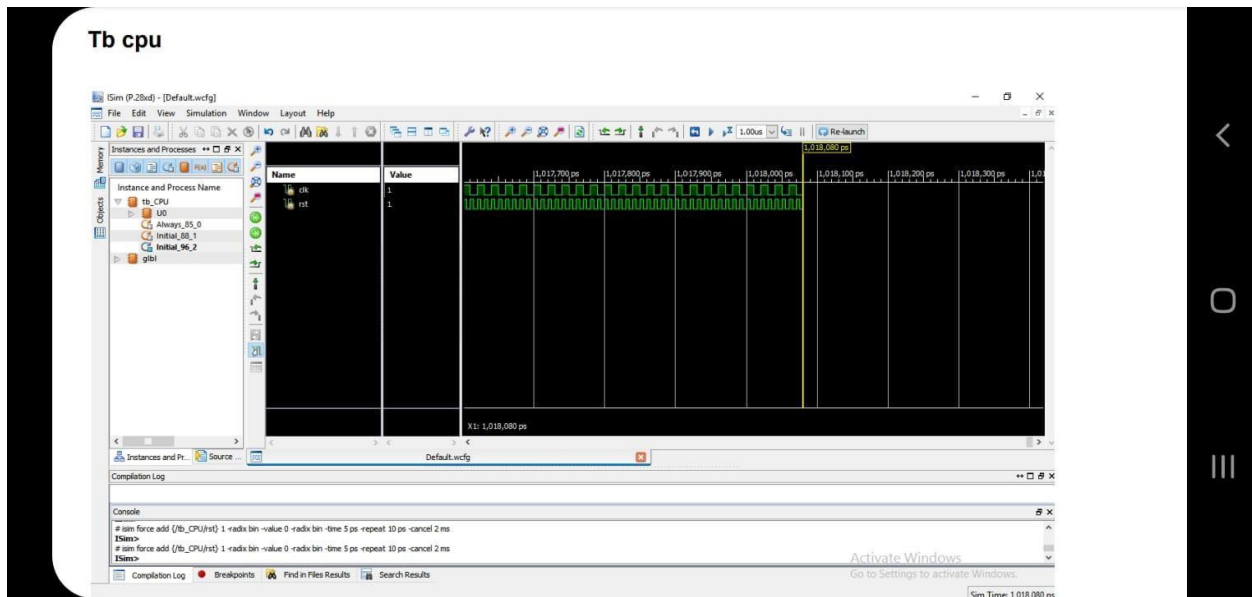 Tb cpu
ISim (P.28xd) - [Default.wcfg]
File Edit View Simulation Window Layout Help
1.00us Re-launch
Instances and Processes
1,018,080 ps
Memory
Name Value
1,017,700 ps 1,017,800 ps 1,017,900 ps 1,018,000 ps 1,018,100 ps 1,018,200 ps 1,018,300 ps
Instance and Process Name
clk 1
Objects
tb_CPU
rst 1
U0
Always_85_0
Initial_88_1
Initial_96_2
glbl
X1: 1,018,080 ps
Instances and Pr... Source ... Default.wcfg
Compilation Log
Console
# isim force add {/tb_CPU/rst} 1 -radix bin -value 0 -radix bin -time 5 ps -repeat 10 ps -cancel 2 ms
ISim>
# isim force add {/tb_CPU/rst} 1 -radix bin -value 0 -radix bin -time 5 ps -repeat 10 ps -cancel 2 ms
ISim>
Activate Windows
Compilation Log Breakpoints Find in Files Results Search Results
Go to Settings to activate Windows.
Sim Time: 1,018,080 ps